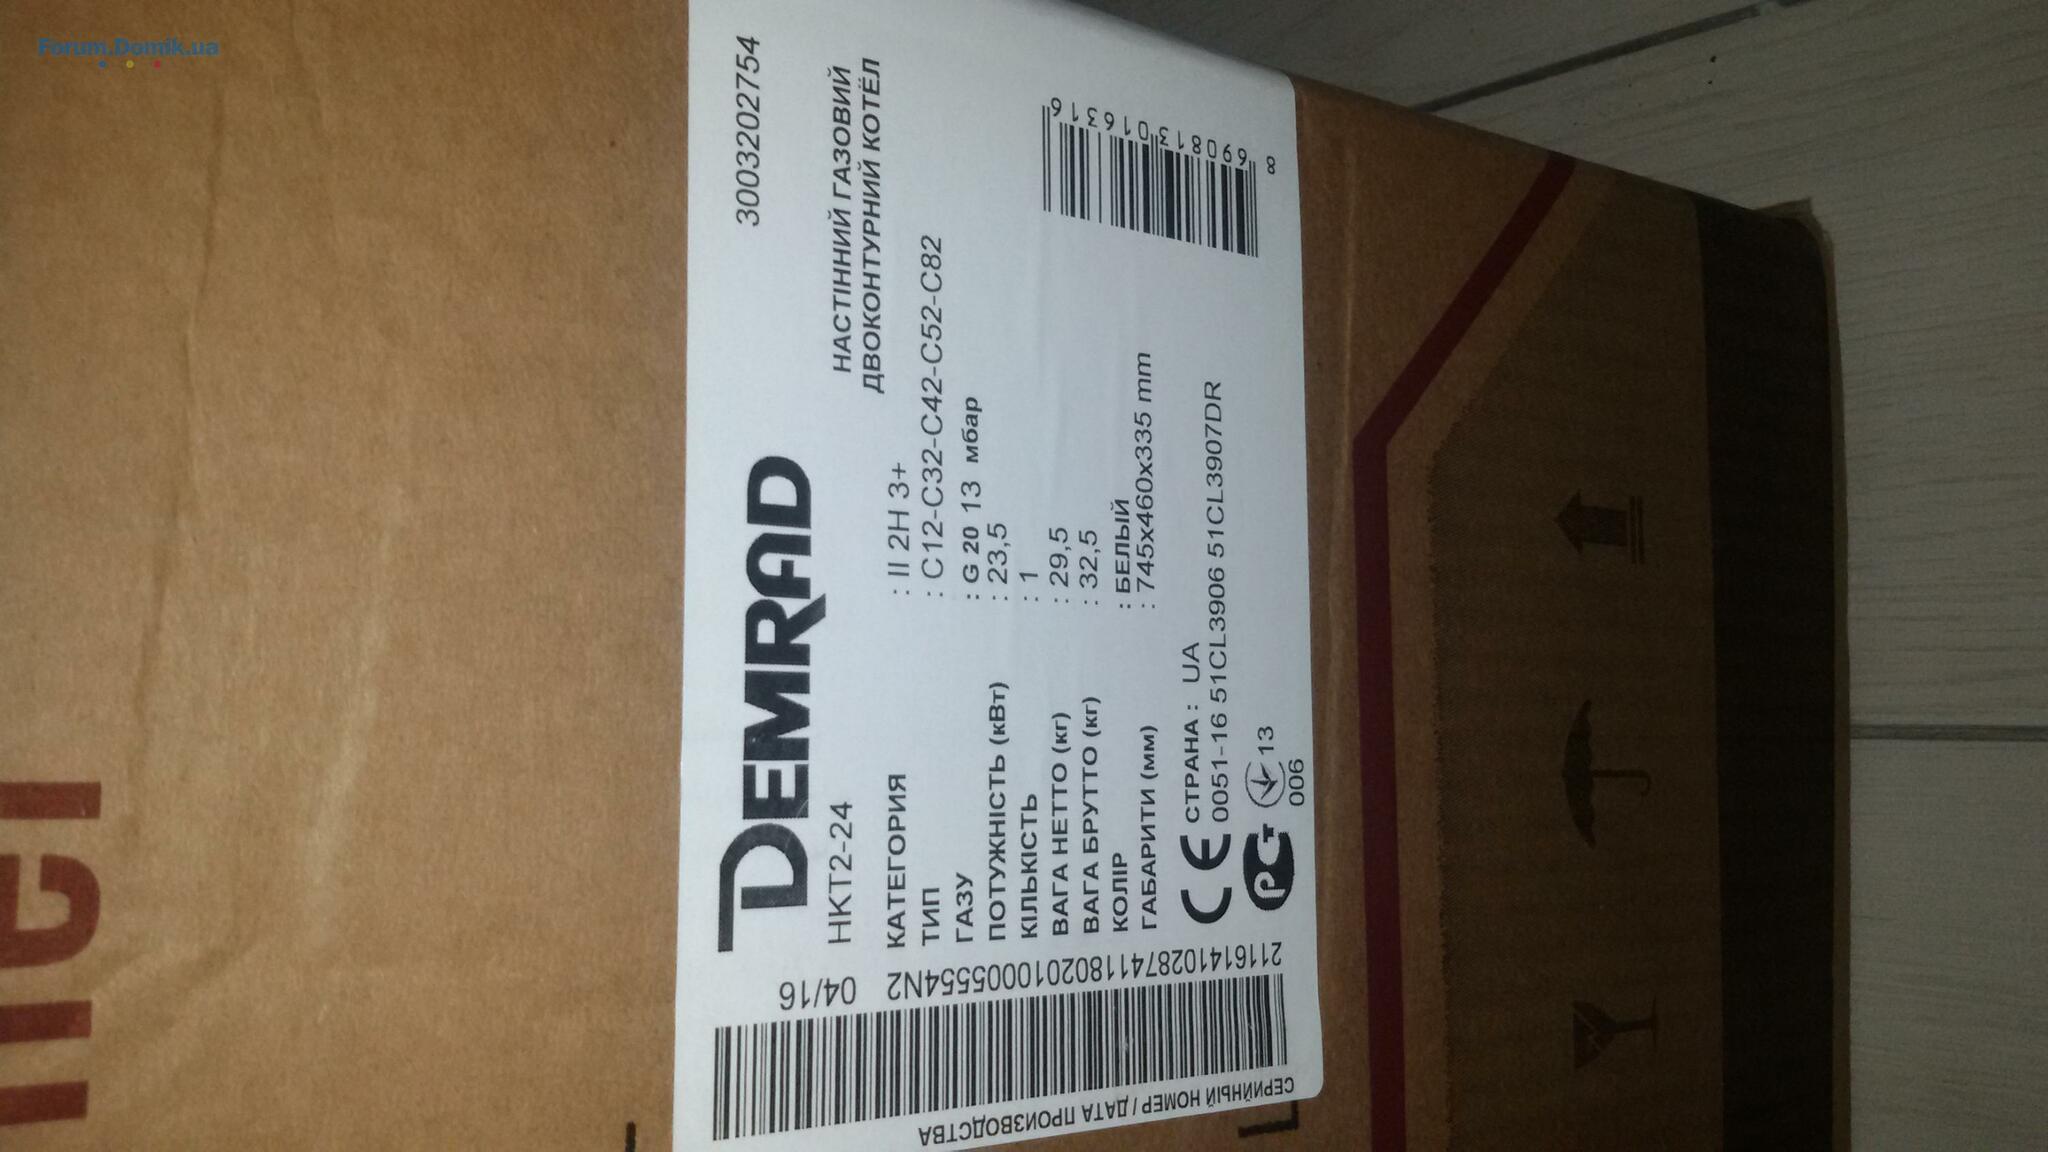 Forum.Domik.ua
DEMRAD
3003202754
HKT2-24
НАСТІННИЙ ГАЗОВИЙ
ДВОКОНТУРНИЙ КОТЁЛ
КАТЕГОРИЯ : II 2H 3+
ТИП : C12-C32-C42-C52-C82
ГАЗУ : G 20 13 мбар
ПОТУЖНІСТЬ (кВт) : 23,5
КІЛЬКІСТЬ : 1
ВАГА НЕТТО (кг) : 29,5
ВАГА БРУТТО (кг) : 32,5
КОЛІР : БЕЛЫЙ
ГАБАРИТИ (мм) : 745x460x335 mm
8 690813 016316
CE СТРАНА : UA
0051-16 51CL3906 51CL3907DR
РСТ 13
006
СЕРИЙНЫЙ НОМЕР / ДАТА ПРОИЗВОДСТВА
21161410287411802010005554N2 04/16